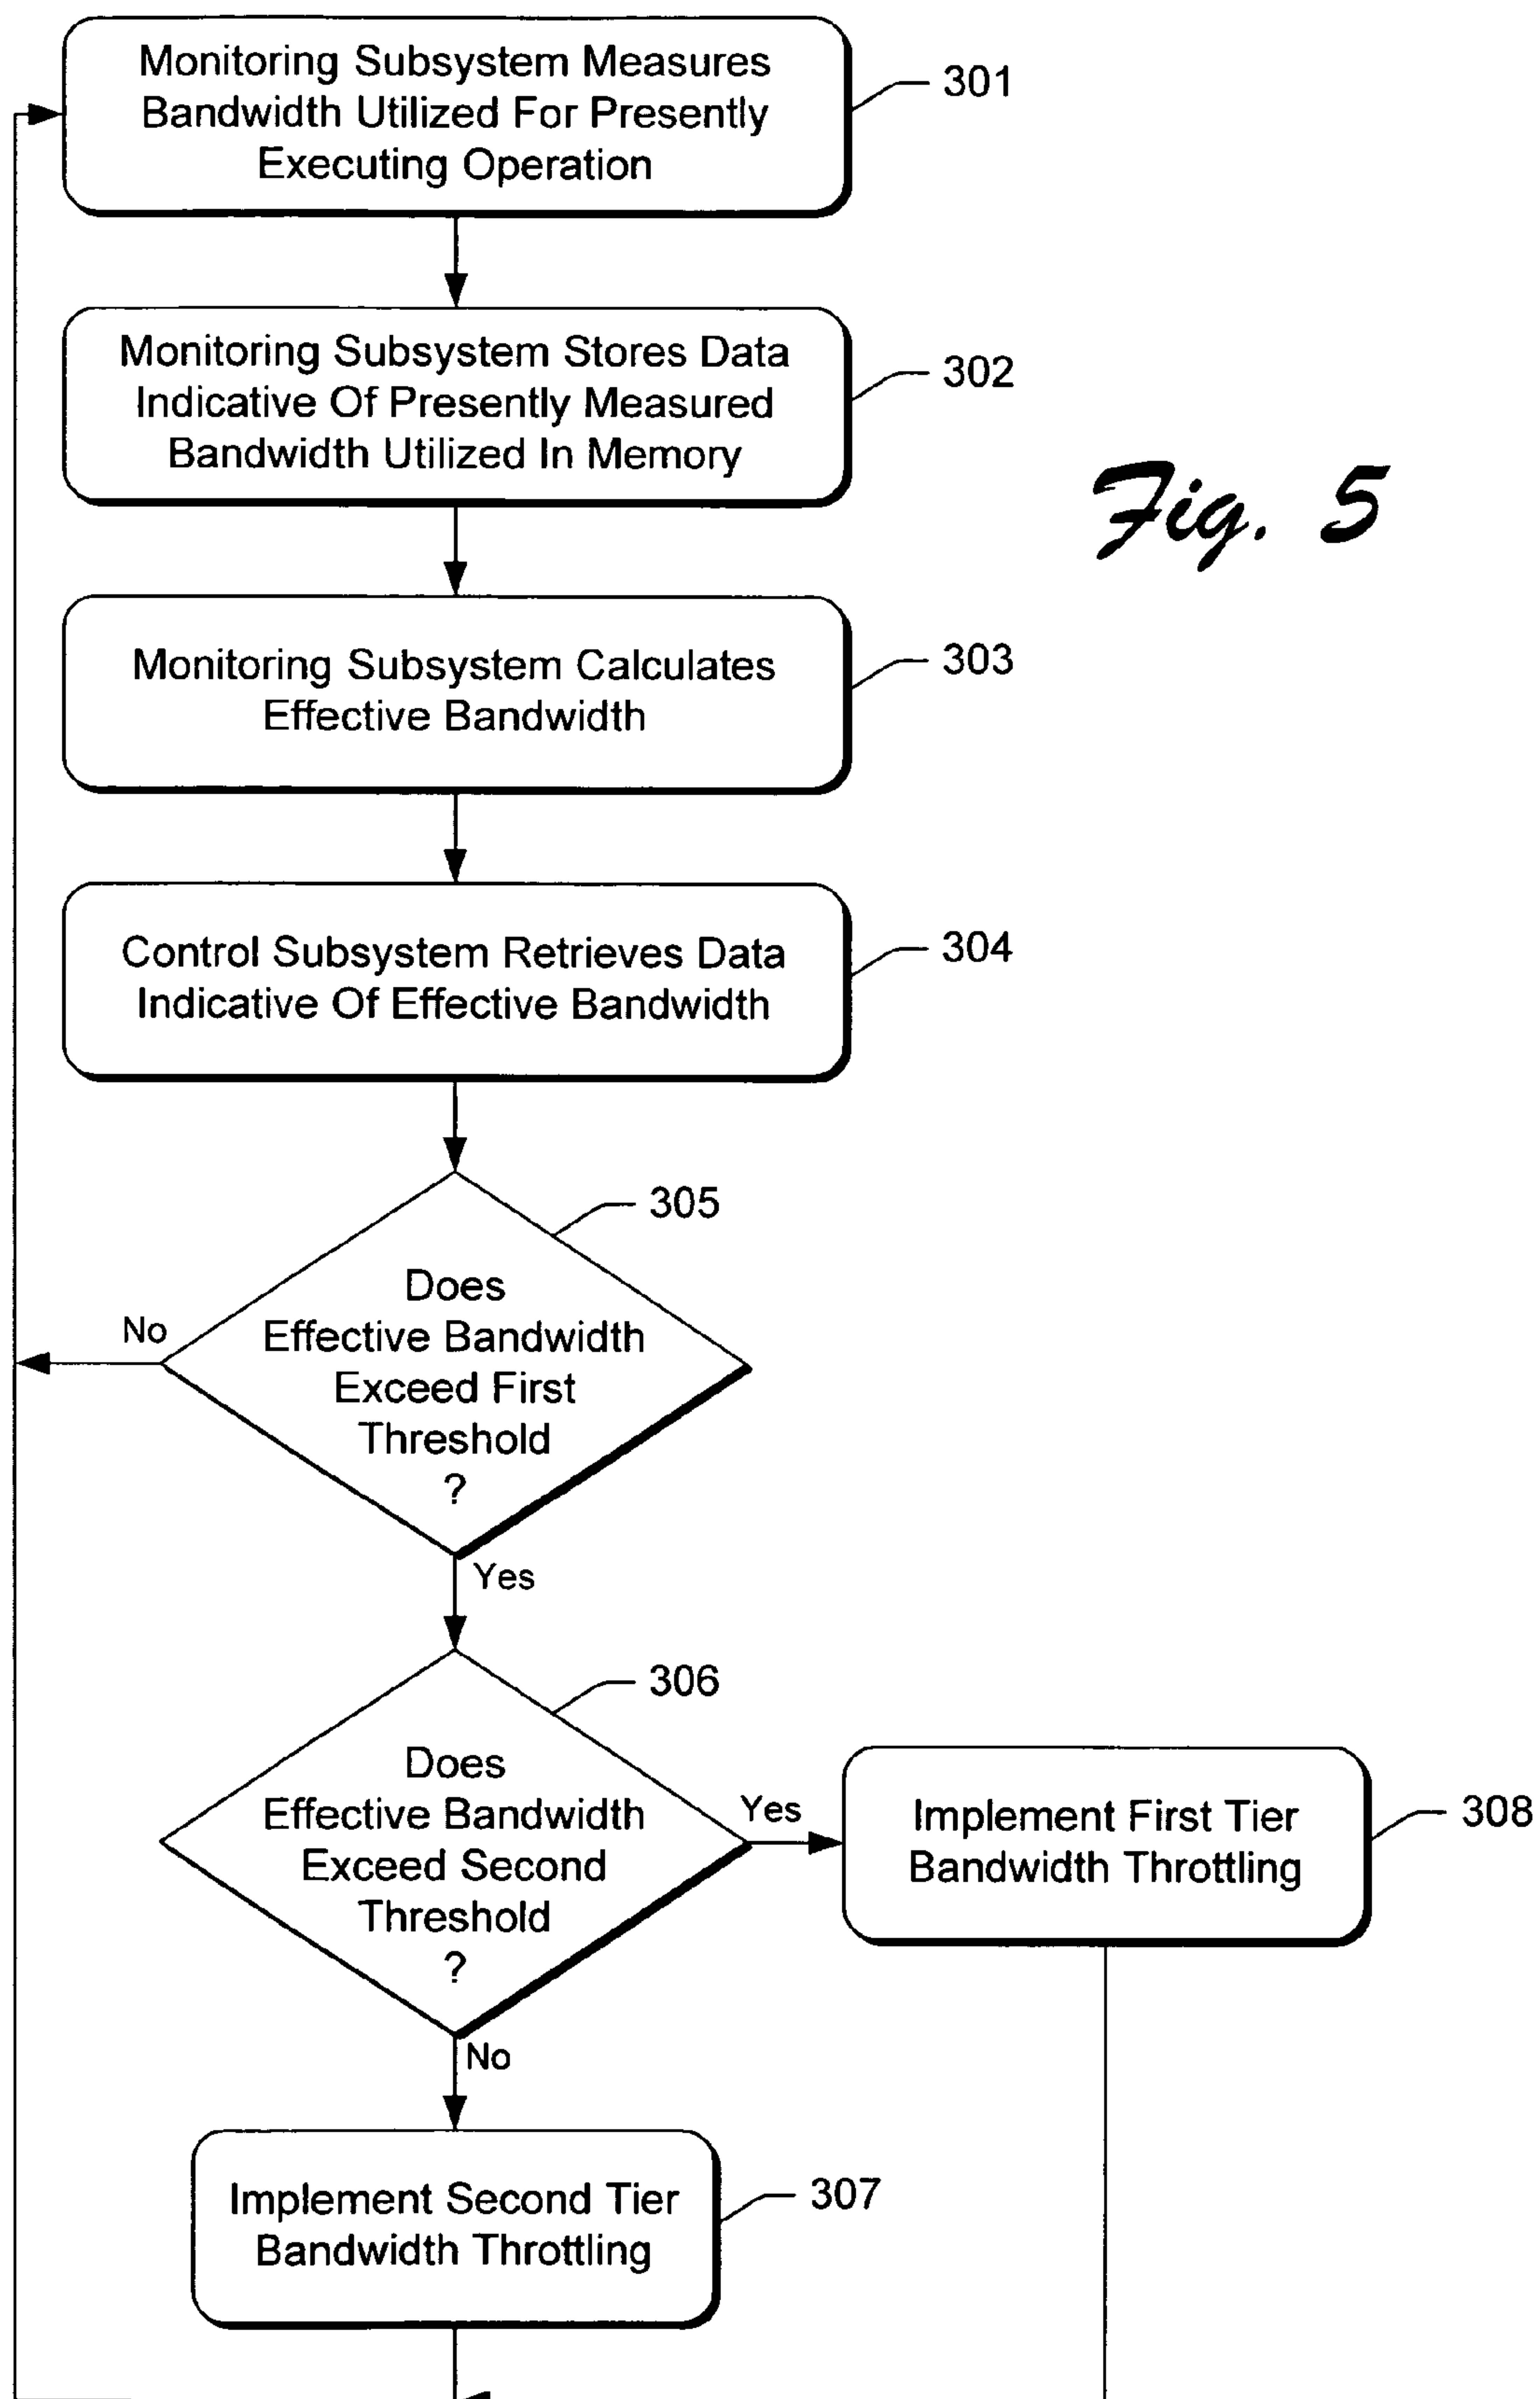 Monitoring Subsystem Measures
Bandwidth Utilized For Presently
Executing Operation
301
Monitoring Subsystem Stores Data
Indicative Of Presently Measured
Bandwidth Utilized In Memory
302
Fig. 5
Monitoring Subsystem Calculates
Effective Bandwidth
303
Control Subsystem Retrieves Data
Indicative Of Effective Bandwidth
304
305
Does
Effective Bandwidth
Exceed First
Threshold
?
No
Yes
306
Does
Effective Bandwidth
Exceed Second
Threshold
?
Yes
Implement First Tier
Bandwidth Throttling
308
No
Implement Second Tier
Bandwidth Throttling
307